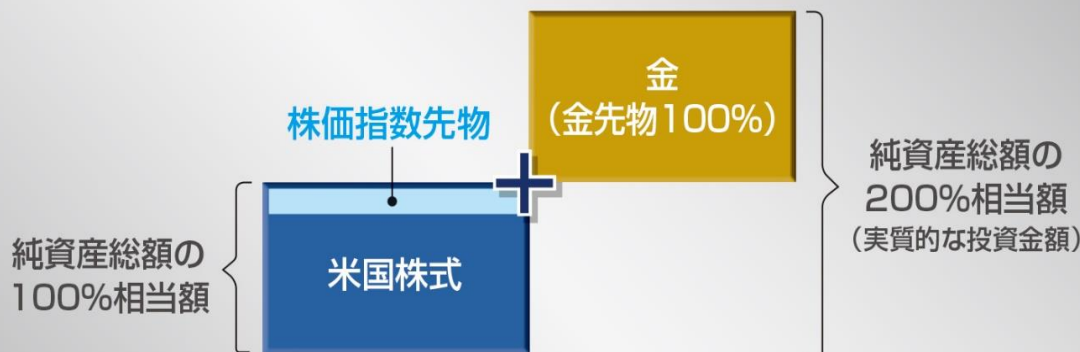 金
（金先物100%）
株価指数先物
純資産総額の
200%相当額
（実質的な投資金額）
純資産総額の
100%相当額
米国株式